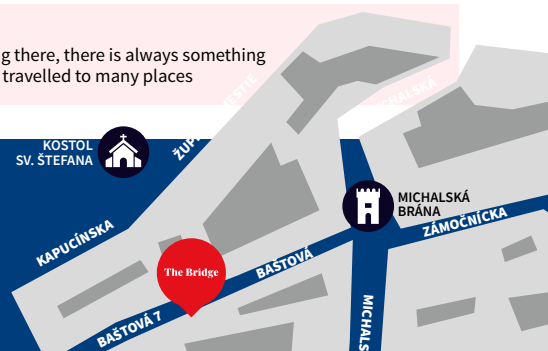 g there, there is always something
travelled to many places
MICHALSKÁ
KOSTOL
SV. ŠTEFANA
MICHALSKÁ
BRÁNA
ZÁMOČNÍCKA
KAPUCÍNSKA
BAŠTOVÁ
The Bridge
BAŠTOVÁ 7
MICHALS